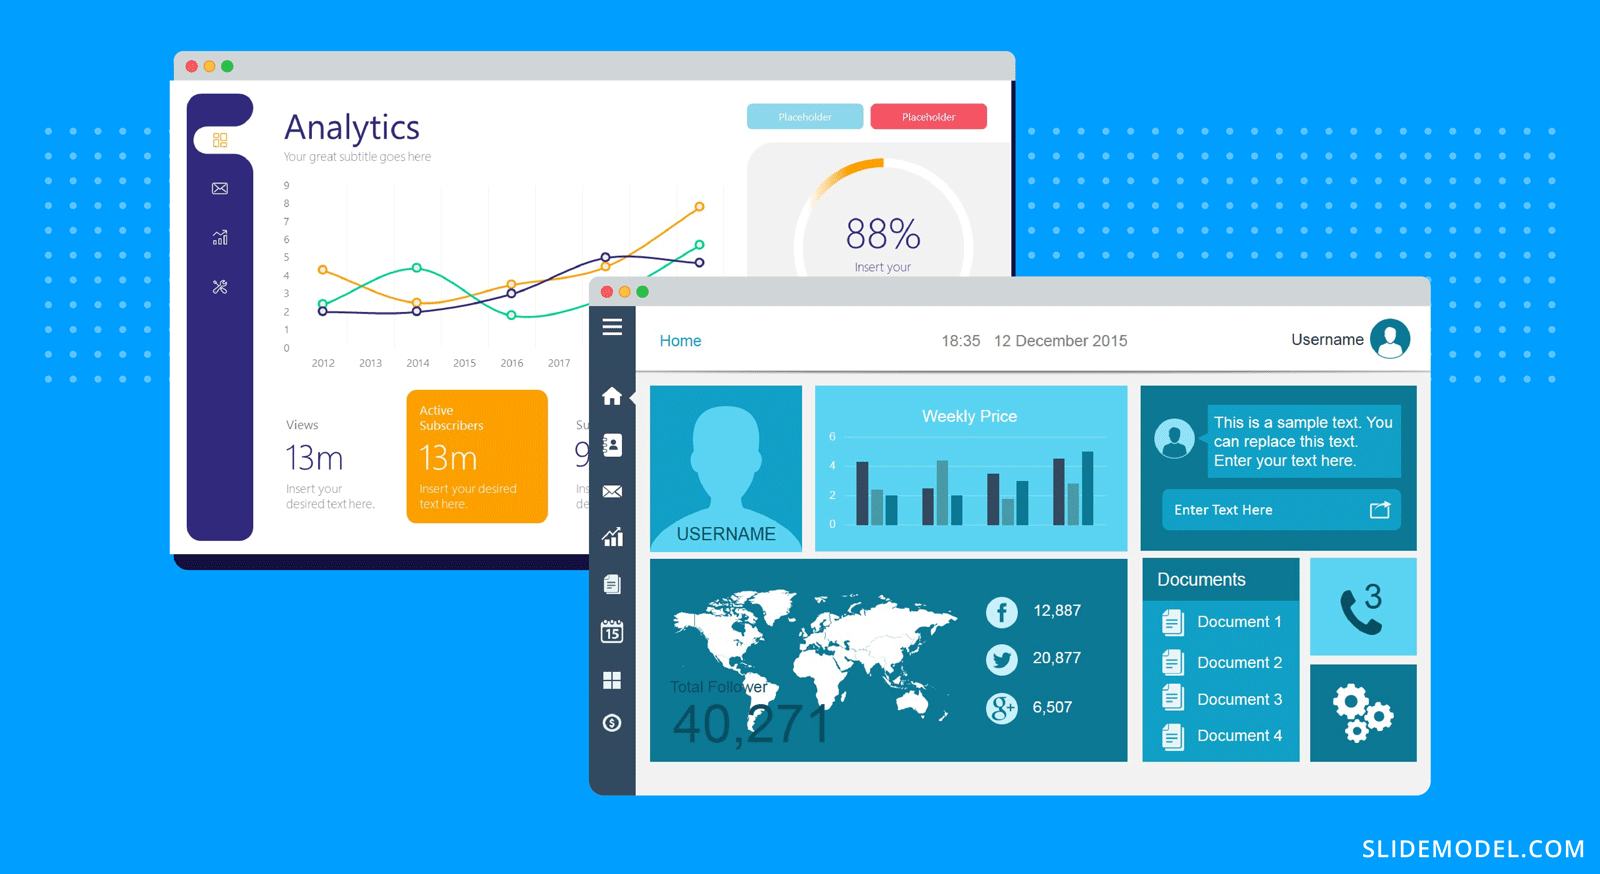 Analytics
Your great subtitle goes here
Placeholder
Placeholder
9
8
7
6
5
4
3
2
1
0
2012
2013
2014
2015
2016
2017
88%
Insert your
Views
13m
Insert your
desired text here.
Active
Subscribers
13m
Insert your desired
text here.
Su
9
Ins
des
Home
18:35 12 December 2015
Username
USERNAME
Weekly Price
6
4
2
0
This is a sample text. You
can replace this text.
Enter your text here.
Enter Text Here
15
Total Follower
40,271
12,887
20,877
6,507
Documents
Document 1
Document 2
Document 3
Document 4
3
SLIDEMODEL.COM